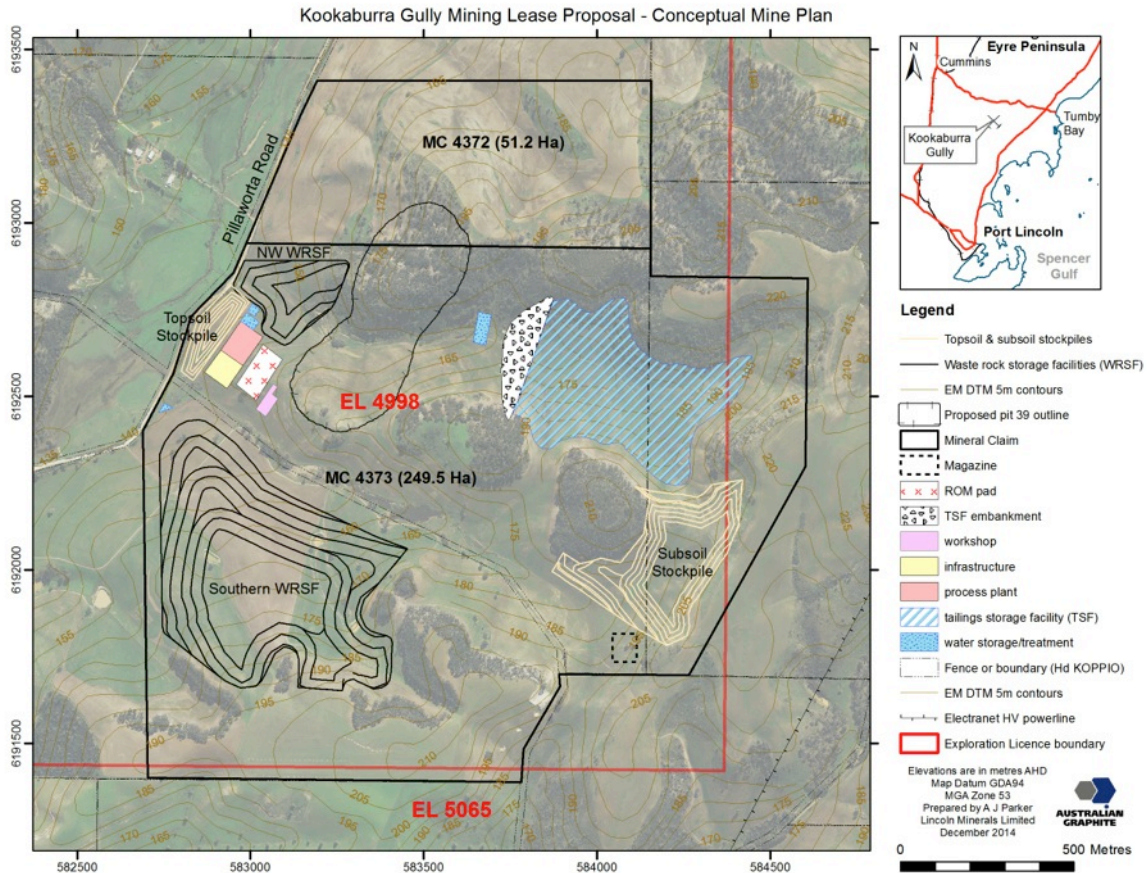 Kookaburra Gully Mining Lease Proposal - Conceptual Mine Plan
6193500
6193000
6192500
6192000
6191500
582500
583000
583500
584000
584500
Pillaworta Road
MC 4372 (51.2 Ha)
NW WRSF
Topsoil
Stockpile
EL 4998
MC 4373 (249.5 Ha)
Southern WRSF
Subsoil
Stockpile
EL 5065
N
Eyre Peninsula
Cummins
Tumby
Bay
Kookaburra
Gully
Port Lincoln
Spencer
Gulf
Legend
Topsoil & subsoil stockpiles
Waste rock storage facilities (WRSF)
EM DTM 5m contours
Proposed pit 39 outline
Mineral Claim
Magazine
ROM pad
TSF embankment
workshop
infrastructure
process plant
tailings storage facility (TSF)
water storage/treatment
Fence or boundary (Hd KOPPIO)
EM DTM 5m contours
Electranet HV powerline
Exploration Licence boundary
Elevations are in metres AHD
Map Datum GDA94
MGA Zone 53
Prepared by A J Parker
Lincoln Minerals Limited
December 2014
AUSTRALIAN
GRAPHITE
0 500 Metres